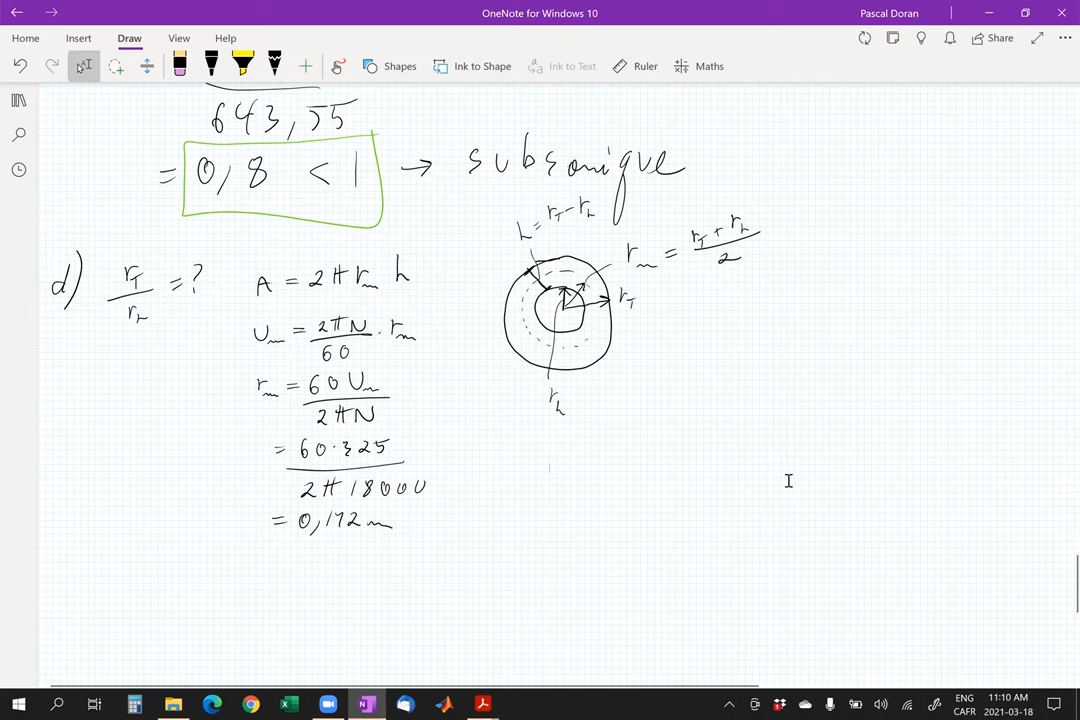 OneNote for Windows 10
Pascal Doran
Home Insert Draw View Help
Share
Shapes Ink to Shape Ink to Text Ruler Maths
643,55
= 0,8 < 1 → subsonique
h = rT - rh
rm = (rT + rh)/2
rT
rh
d) rT/rh = ?
A = 2π rm h
Um = 2πN/60 · rm
rm = 60 Um/2πN
= 60·325/2π 18000
= 0,172 m
ENG
CAFR
11:10 AM
2021-03-18